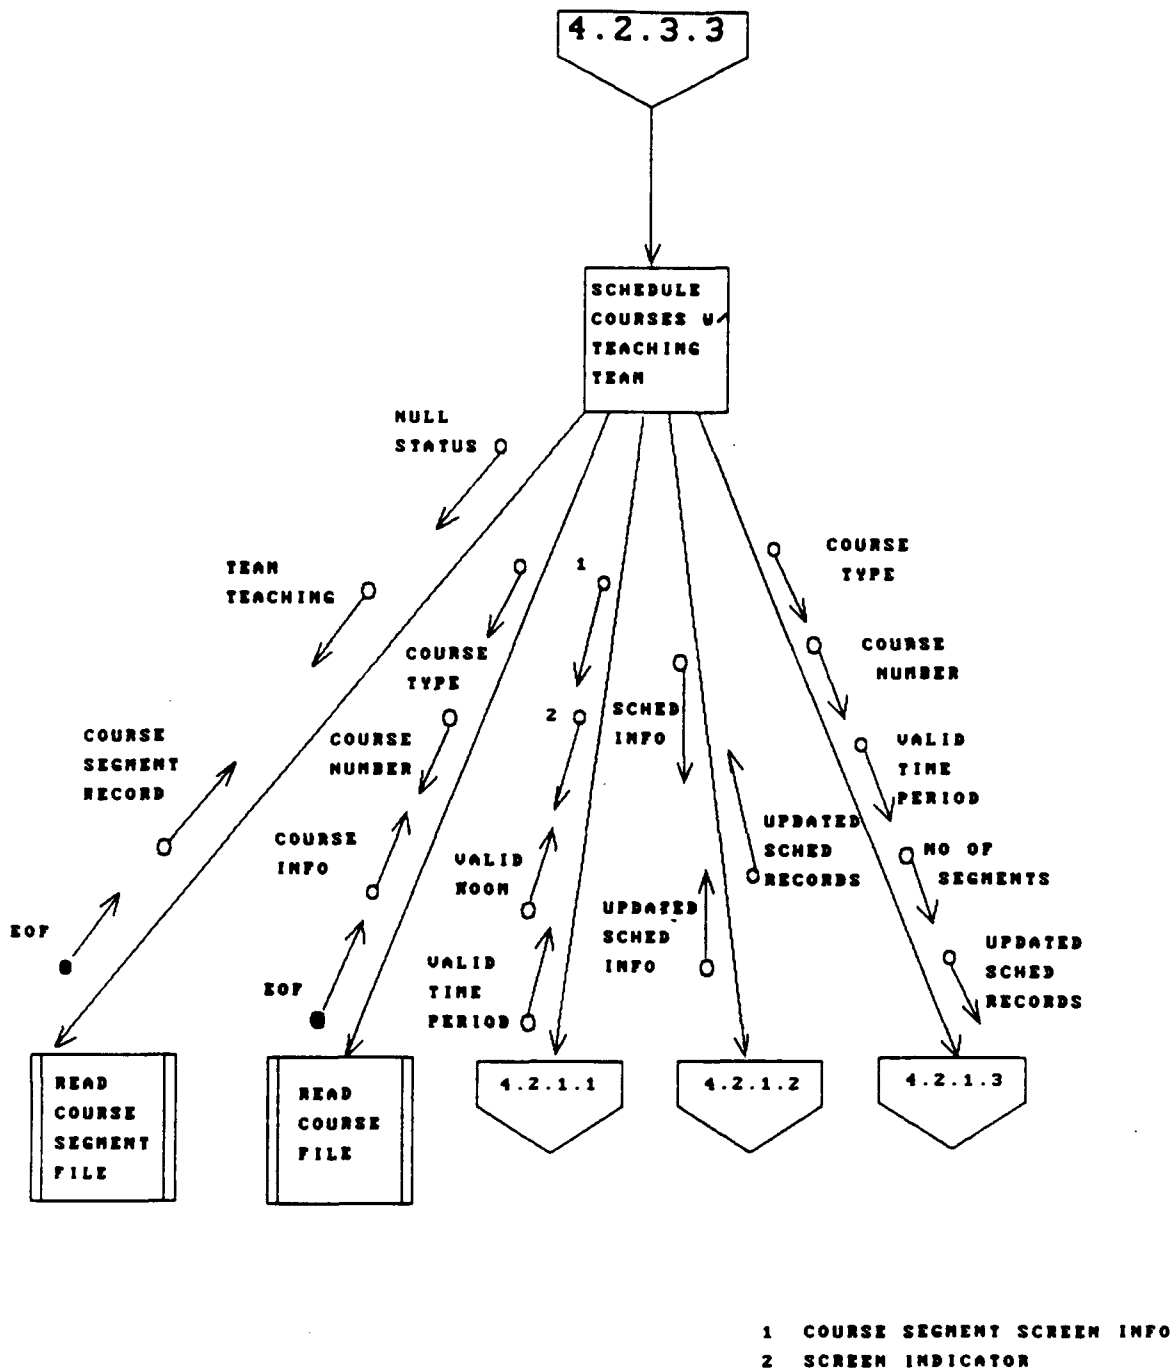 4.2.3.3
SCHEDULE
COURSES W/
TEACHING
TEAM
NULL
STATUS
TEAM
TEACHING
COURSE
SEGMENT
RECORD
EOF
COURSE
TYPE
COURSE
NUMBER
COURSE
INFO
EOF
1
2
VALID
ROOM
VALID
TIME
PERIOD
SCHED
INFO
UPDATED
SCHED
INFO
UPDATED
SCHED
RECORDS
COURSE
TYPE
COURSE
NUMBER
VALID
TIME
PERIOD
NO OF
SEGMENTS
UPDATED
SCHED
RECORDS
READ
COURSE
SEGMENT
FILE
READ
COURSE
FILE
4.2.1.1
4.2.1.2
4.2.1.3
1 COURSE SEGMENT SCREEN INFO
2 SCREEN INDICATOR